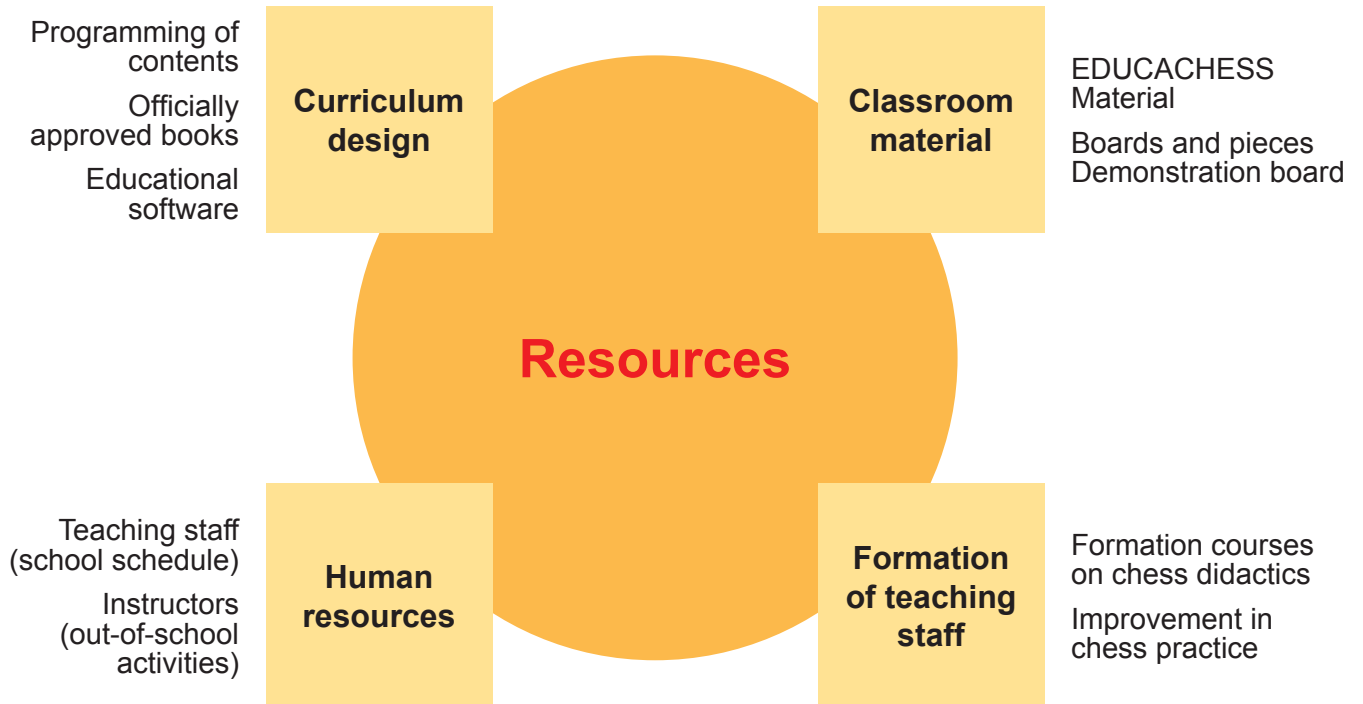 Programming of
contents
Officially
approved books
Educational
software
Curriculum
design
Classroom
material
EDUCACHESS
Material
Boards and pieces
Demonstration board
Resources
Teaching staff
(school schedule)
Instructors
(out-of-school
activities)
Human
resources
Formation
of teaching
staff
Formation courses
on chess didactics
Improvement in
chess practice